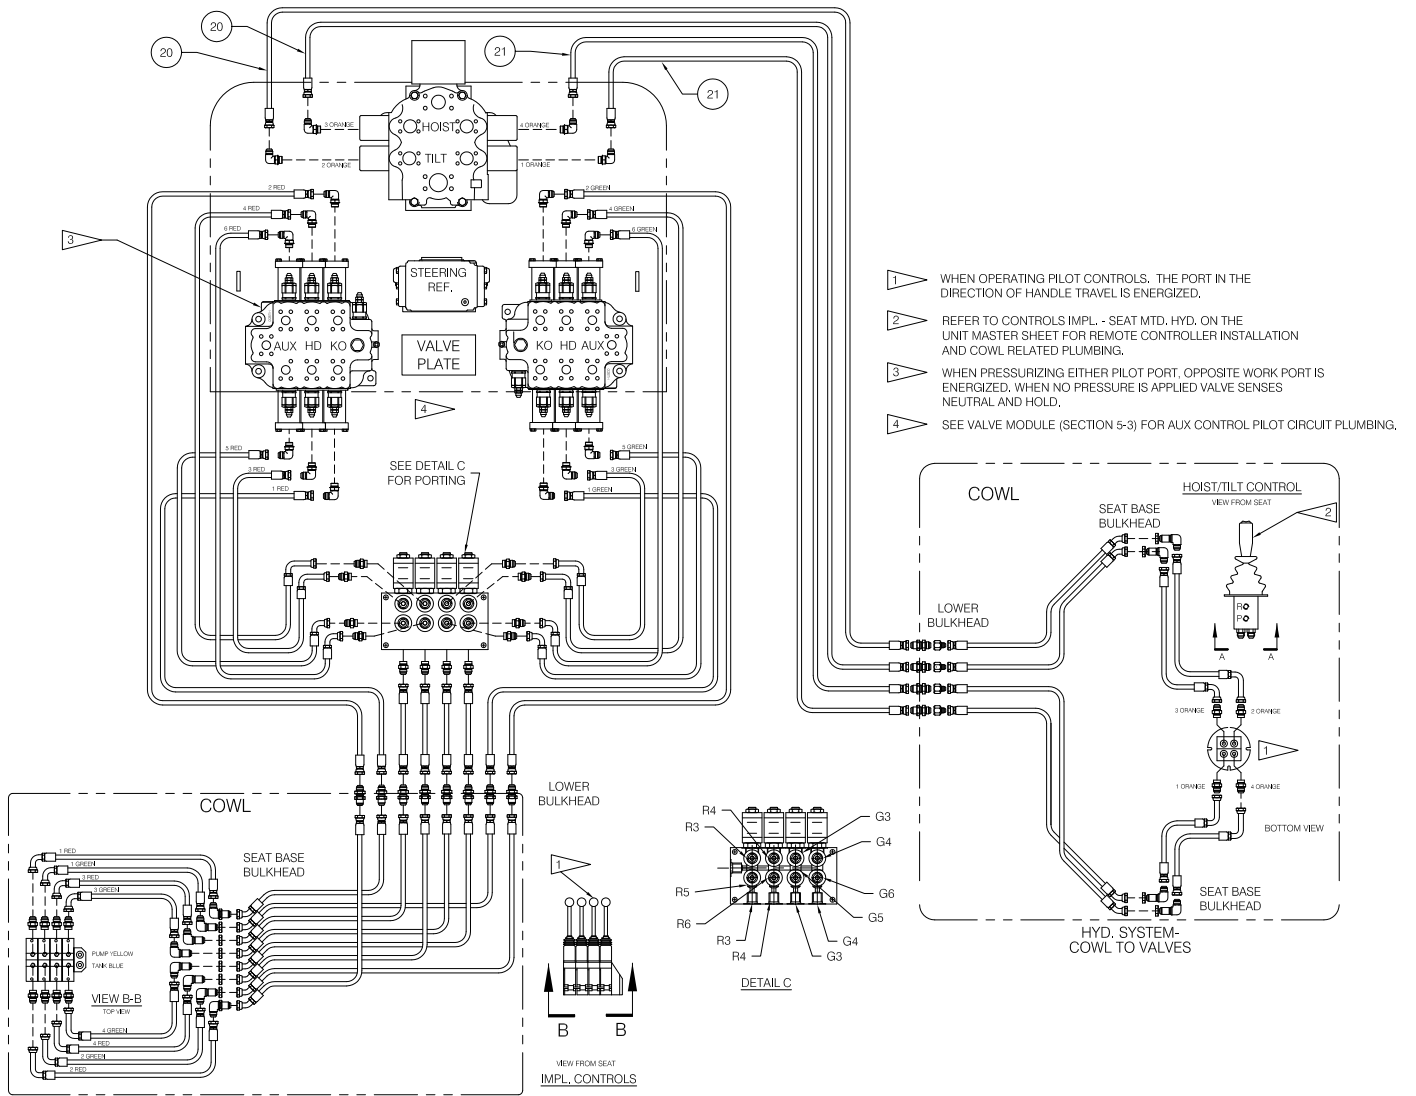 20
20
21
21
3 ORANGE
HOIST
4 ORANGE
2 ORANGE
TILT
1 ORANGE
2 RED
2 GREEN
4 RED
4 GREEN
6 RED
6 GREEN
3
STEERING
REF.
AUX HD KO
VALVE
PLATE
KO HD AUX
4
1
WHEN OPERATING PILOT CONTROLS. THE PORT IN THE
DIRECTION OF HANDLE TRAVEL IS ENERGIZED.
2
REFER TO CONTROLS IMPL. - SEAT MTD. HYD. ON THE
UNIT MASTER SHEET FOR REMOTE CONTROLLER INSTALLATION
AND COWL RELATED PLUMBING.
3
WHEN PRESSURIZING EITHER PILOT PORT, OPPOSITE WORK PORT IS
ENERGIZED. WHEN NO PRESSURE IS APPLIED VALVE SENSES
NEUTRAL AND HOLD.
4
SEE VALVE MODULE (SECTION 5-3) FOR AUX CONTROL PILOT CIRCUIT PLUMBING.
5 RED
5 GREEN
3 RED
3 GREEN
1 RED
1 GREEN
SEE DETAIL C
FOR PORTING
COWL
SEAT BASE
BULKHEAD
HOIST/TILT CONTROL
VIEW FROM SEAT
2
R
P
A A
LOWER
BULKHEAD
3 ORANGE
2 ORANGE
1
1 ORANGE
4 ORANGE
BOTTOM VIEW
SEAT BASE
BULKHEAD
HYD. SYSTEM-
COWL TO VALVES
COWL
LOWER
BULKHEAD
1 RED
1 GREEN
3 RED
3 GREEN
SEAT BASE
BULKHEAD
PUMP YELLOW
TANK BLUE
VIEW B-B
TOP VIEW
4 GREEN
4 RED
2 GREEN
2 RED
1
B B
VIEW FROM SEAT
IMPL. CONTROLS
R4
G3
R3
G4
R5
G6
R6
G5
R3
G4
R4
G3
DETAIL C